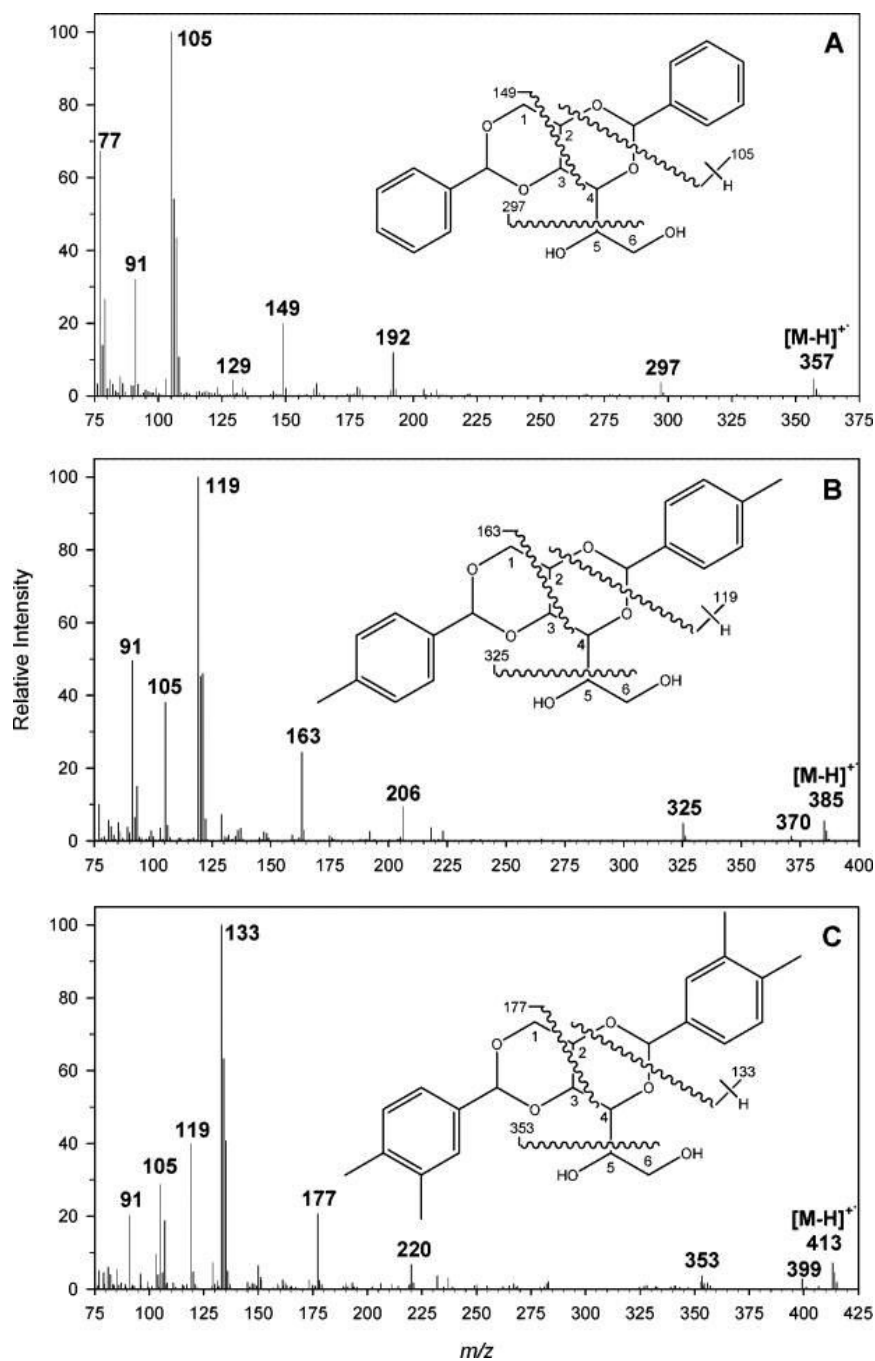 A
100
80
60
40
20
0
105
77
91
129
149
192
297
[M-H]+·
357
149
O
O
O
O
1
2
3
4
5
6
105
H
297
HO
OH
75 100 125 150 175 200 225 250 275 300 325 350 375
B
Relative Intensity
100
80
60
40
20
0
119
91
105
163
206
325
370
[M-H]+·
385
163
O
O
O
O
1
2
3
4
5
6
119
H
325
HO
OH
75 100 125 150 175 200 225 250 275 300 325 350 375 400
C
100
80
60
40
20
0
133
119
105
91
177
220
353
399
[M-H]+·
413
177
O
O
O
O
1
2
3
4
5
6
133
H
353
HO
OH
75 100 125 150 175 200 225 250 275 300 325 350 375 400 425
m/z